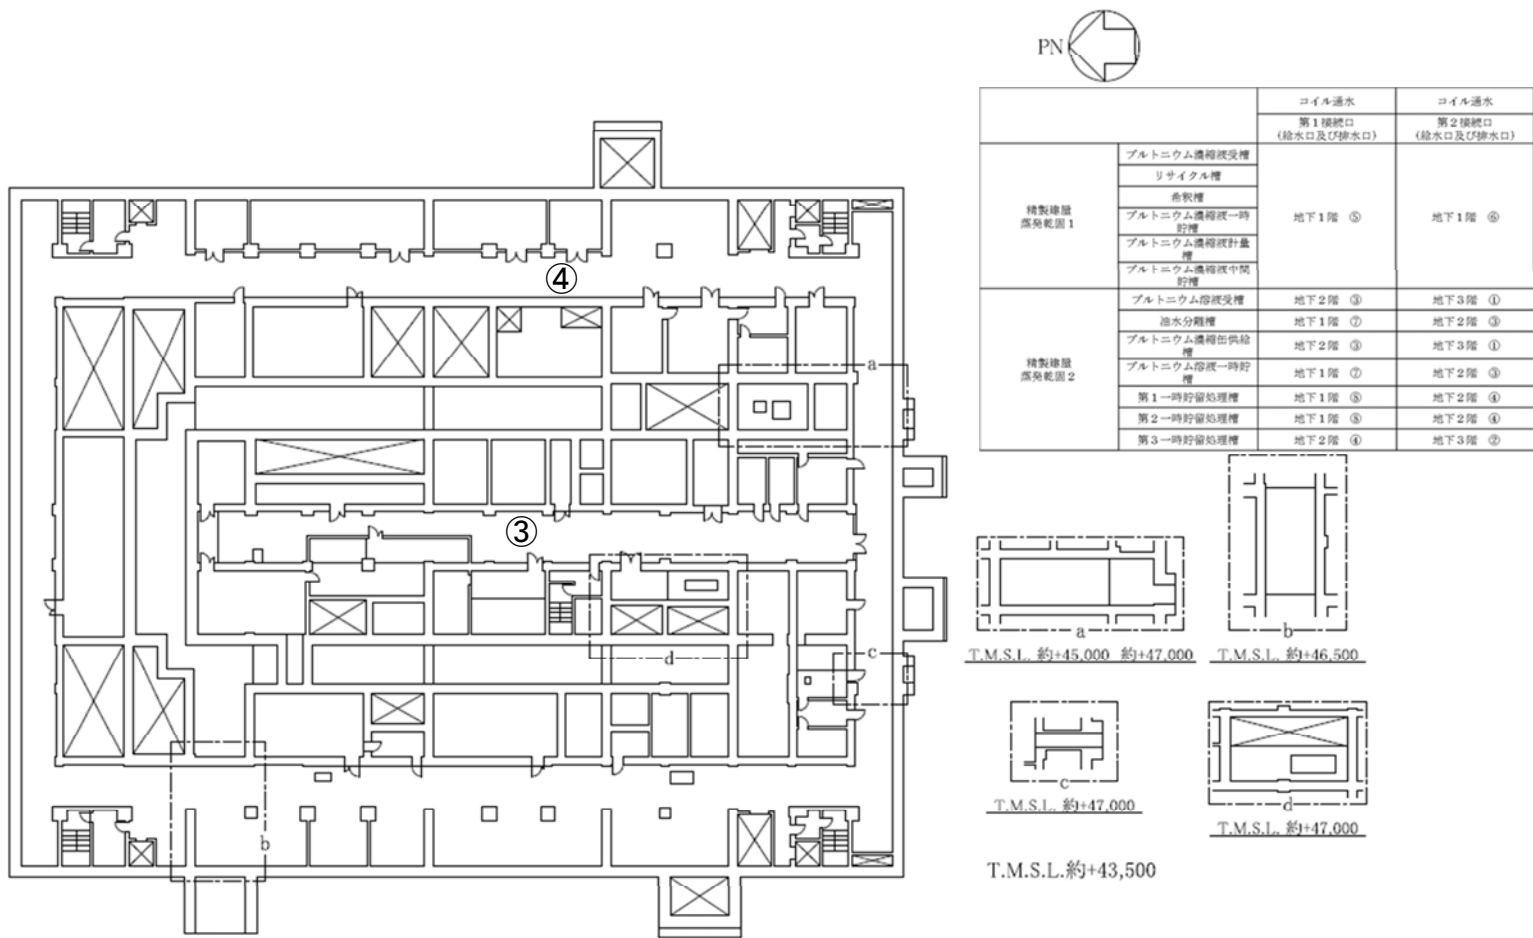 PN
コイル通水 コイル通水
第1接続口 第2接続口
(給水口及び排水口) (給水口及び排水口)
精製建屋
蒸発乾固1
プルトニウム濃縮液受槽
リサイクル槽
希釈槽
プルトニウム濃縮液一時
貯槽
プルトニウム濃縮液計量
槽
プルトニウム濃縮液中間
貯槽
地下1階 ⑤ 地下1階 ⑥
精製建屋
蒸発乾固2
プルトニウム溶液受槽 地下2階 ③ 地下3階 ①
油水分離槽 地下1階 ⑦ 地下2階 ③
プルトニウム濃縮缶供給
槽 地下2階 ③ 地下3階 ①
プルトニウム溶液一時貯
槽 地下1階 ⑦ 地下2階 ③
第1一時貯留処理槽 地下1階 ⑧ 地下2階 ④
第2一時貯留処理槽 地下1階 ⑧ 地下2階 ④
第3一時貯留処理槽 地下2階 ④ 地下3階 ②
④
a
③
d
c
b
a
T.M.S.L. 約+45,000 約+47,000
b
T.M.S.L. 約+46,500
c
T.M.S.L. 約+47,000
d
T.M.S.L. 約+47,000
T.M.S.L.約+43,500